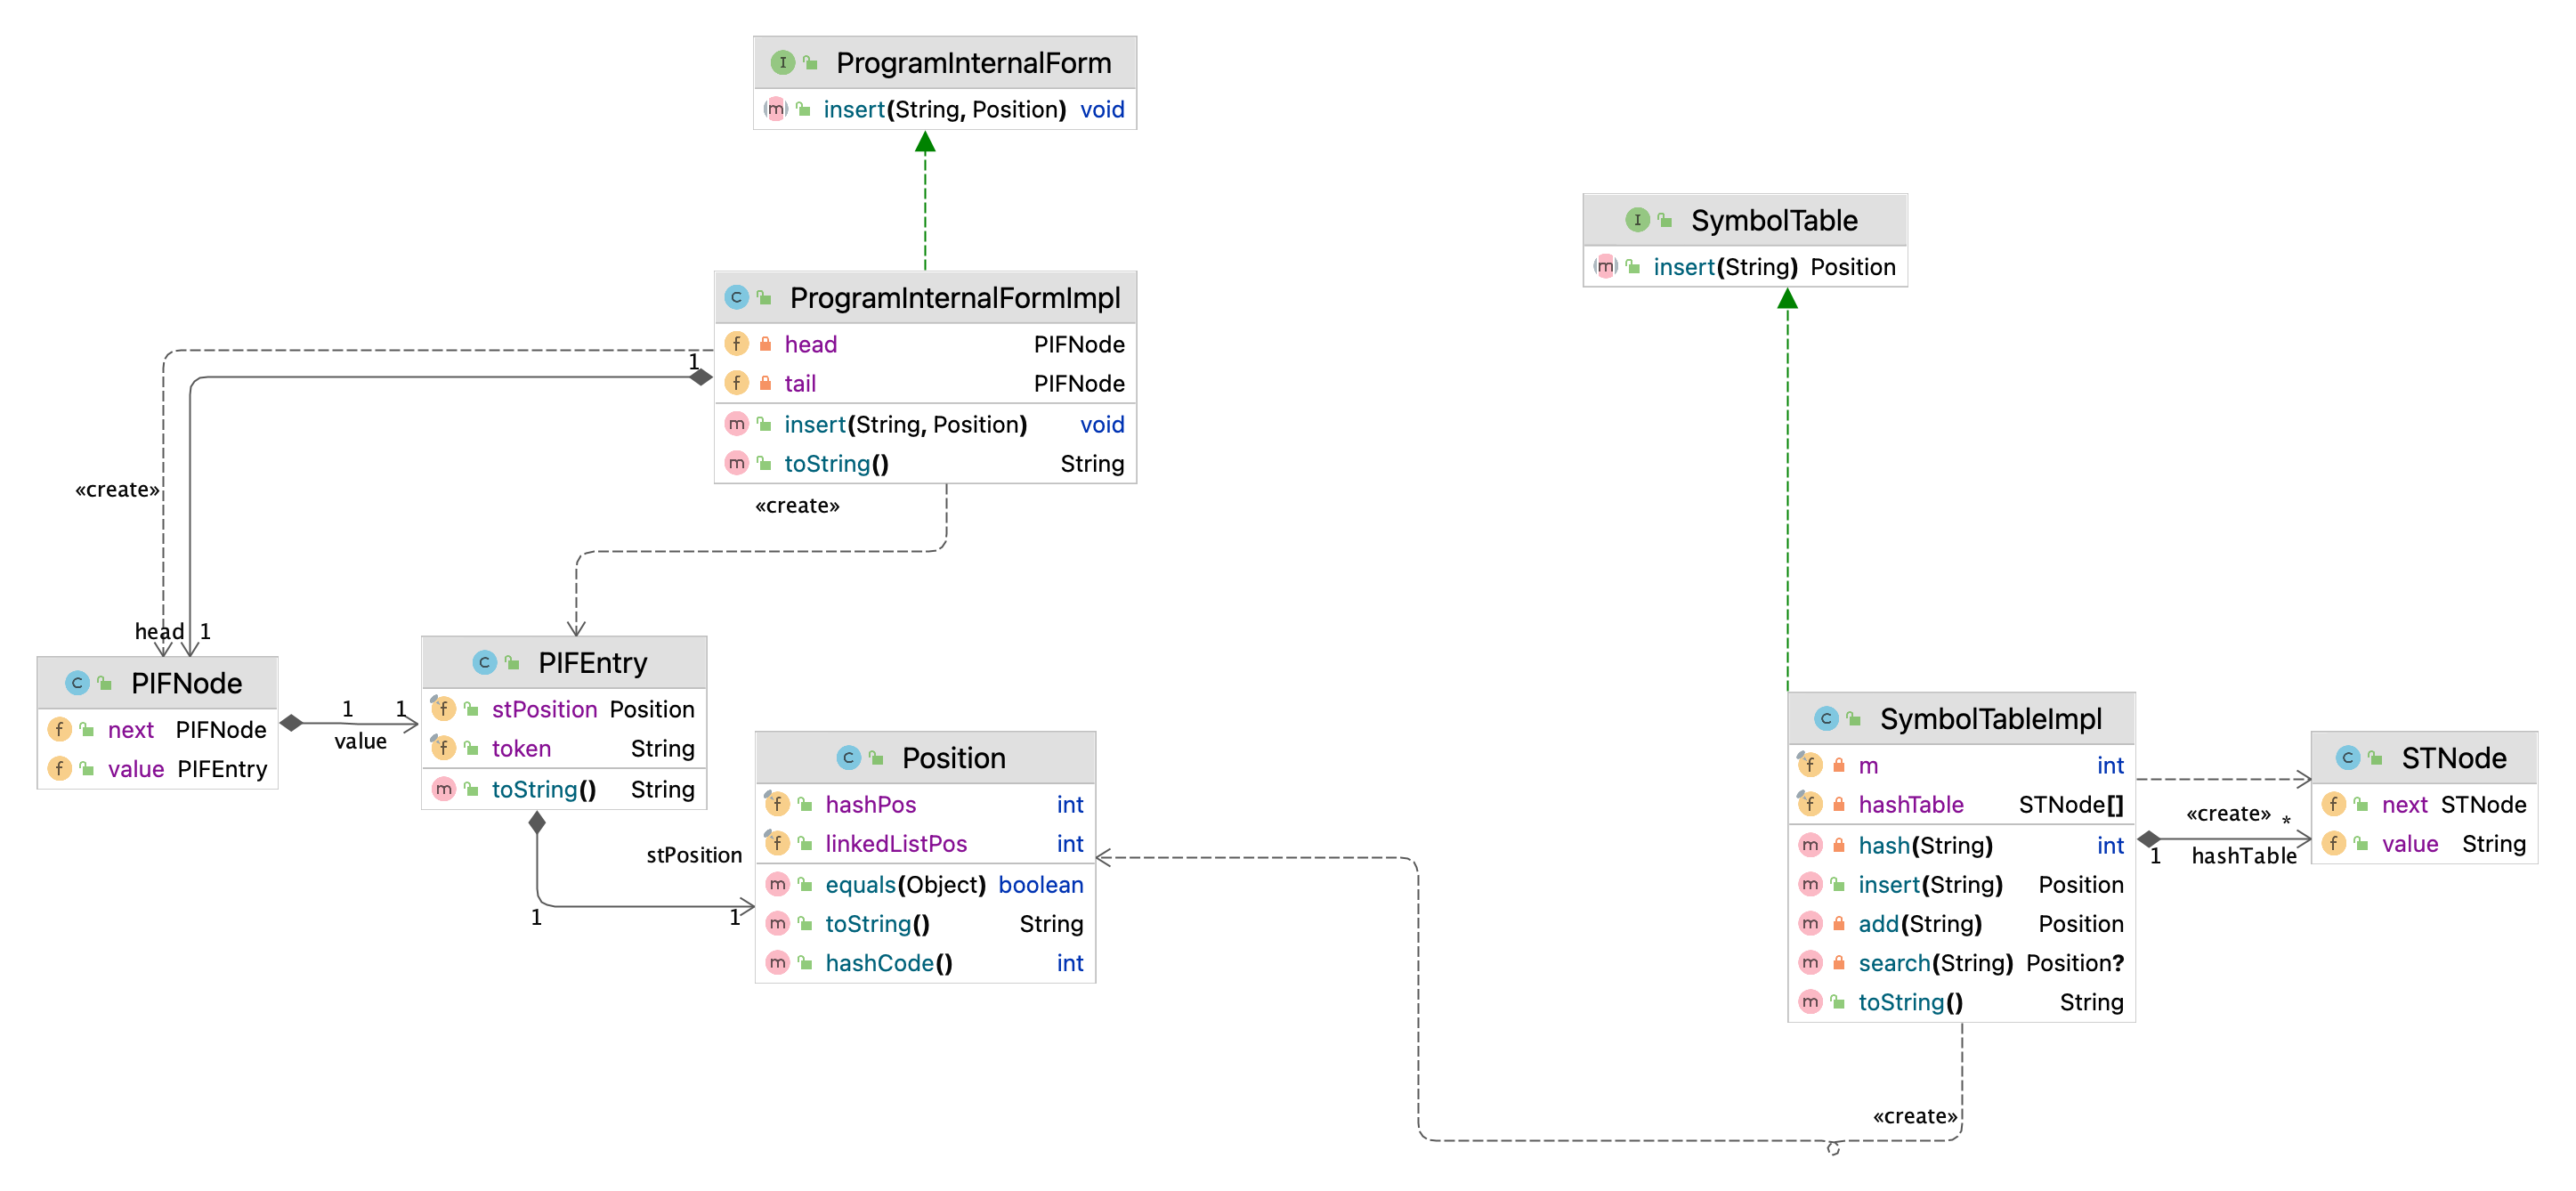 ProgramInternalForm
insert(String, Position) void
SymbolTable
insert(String) Position
ProgramInternalFormImpl
head PIFNode
tail PIFNode
insert(String, Position) void
toString() String
1
«create»
«create»
head 1
PIFNode
next PIFNode
value PIFEntry
1 1
value
PIFEntry
stPosition Position
token String
toString() String
stPosition
1 1
Position
hashPos int
linkedListPos int
equals(Object) boolean
toString() String
hashCode() int
SymbolTableImpl
m int
hashTable STNode[]
hash(String) int
insert(String) Position
add(String) Position
search(String) Position?
toString() String
«create» *
1 hashTable
STNode
next STNode
value String
«create»